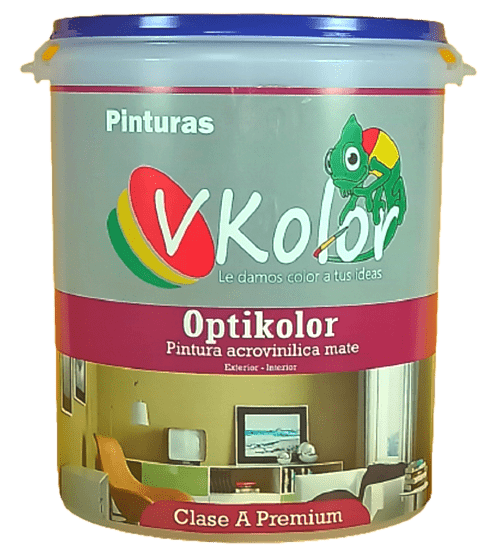 Pinturas
VKolor
Le damos color a tus ideas
Optikolor
Pintura acrovinilica mate
Exterior - Interior
Clase A Premium